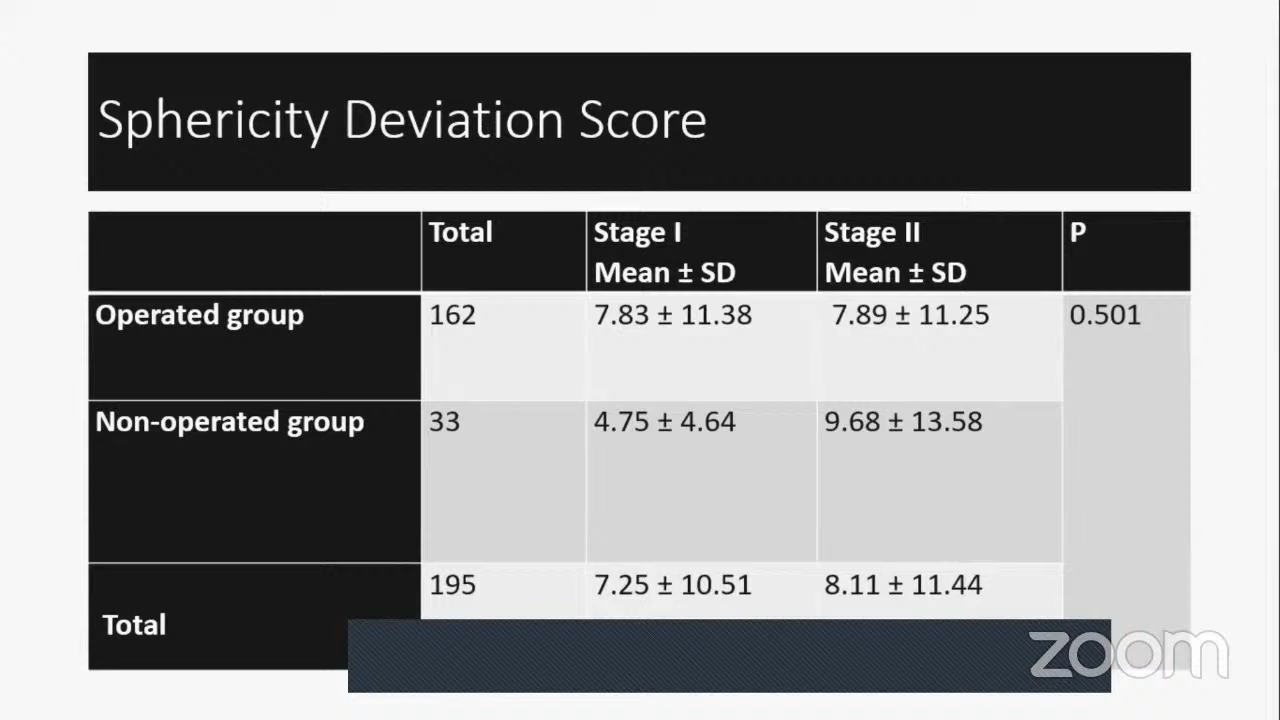 Sphericity Deviation Score
Total
Stage I
Mean ± SD
Stage II
Mean ± SD
P
Operated group
162
7.83 ± 11.38
7.89 ± 11.25
0.501
Non-operated group
33
4.75 ± 4.64
9.68 ± 13.58
Total
195
7.25 ± 10.51
8.11 ± 11.44
zoom